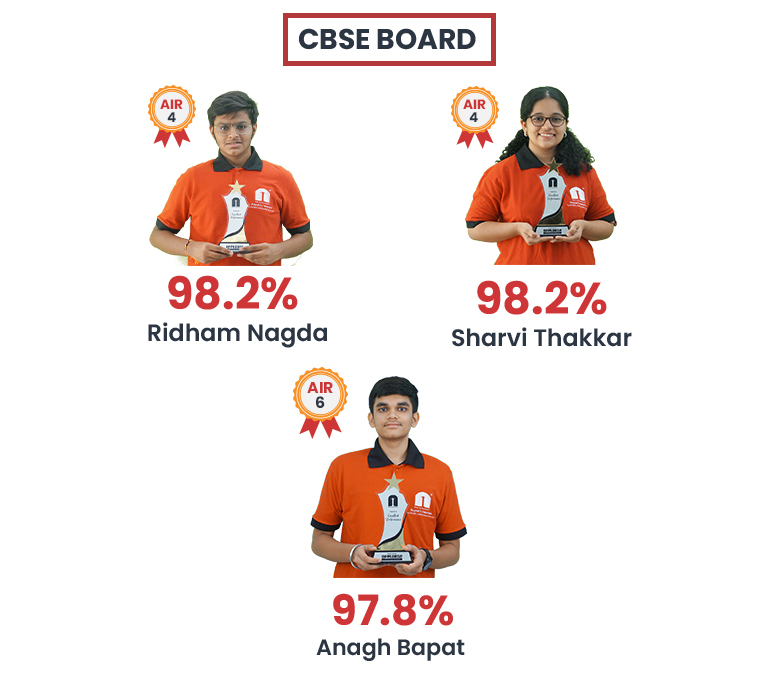 CBSE BOARD
AIR
4
AIR
4
98.2%
Ridham Nagda
98.2%
Sharvi Thakkar
AIR
6
97.8%
Anagh Bapat